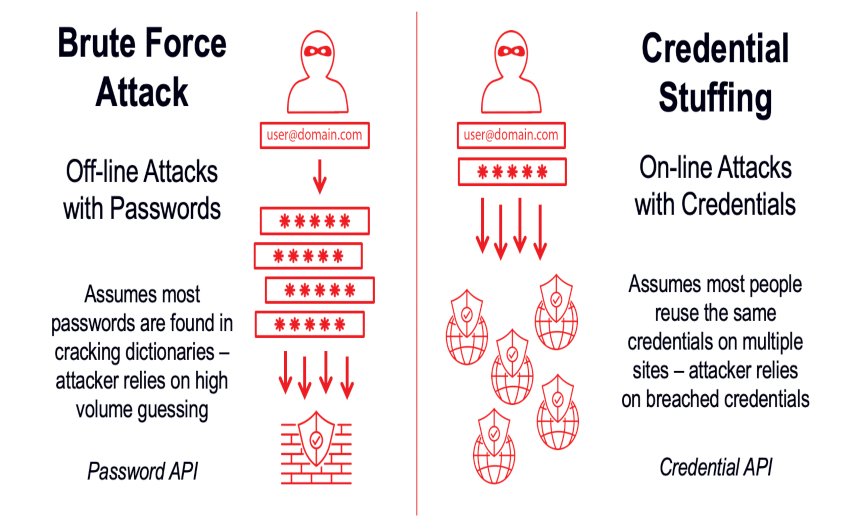 Brute Force
Attack
Off-line Attacks
with Passwords
Assumes most
passwords are found in
cracking dictionaries –
attacker relies on high
volume guessing
Password API
user@domain.com
*****
*****
*****
*****
user@domain.com
*****
Credential
Stuffing
On-line Attacks
with Credentials
Assumes most people
reuse the same
credentials on multiple
sites – attacker relies
on breached credentials
Credential API